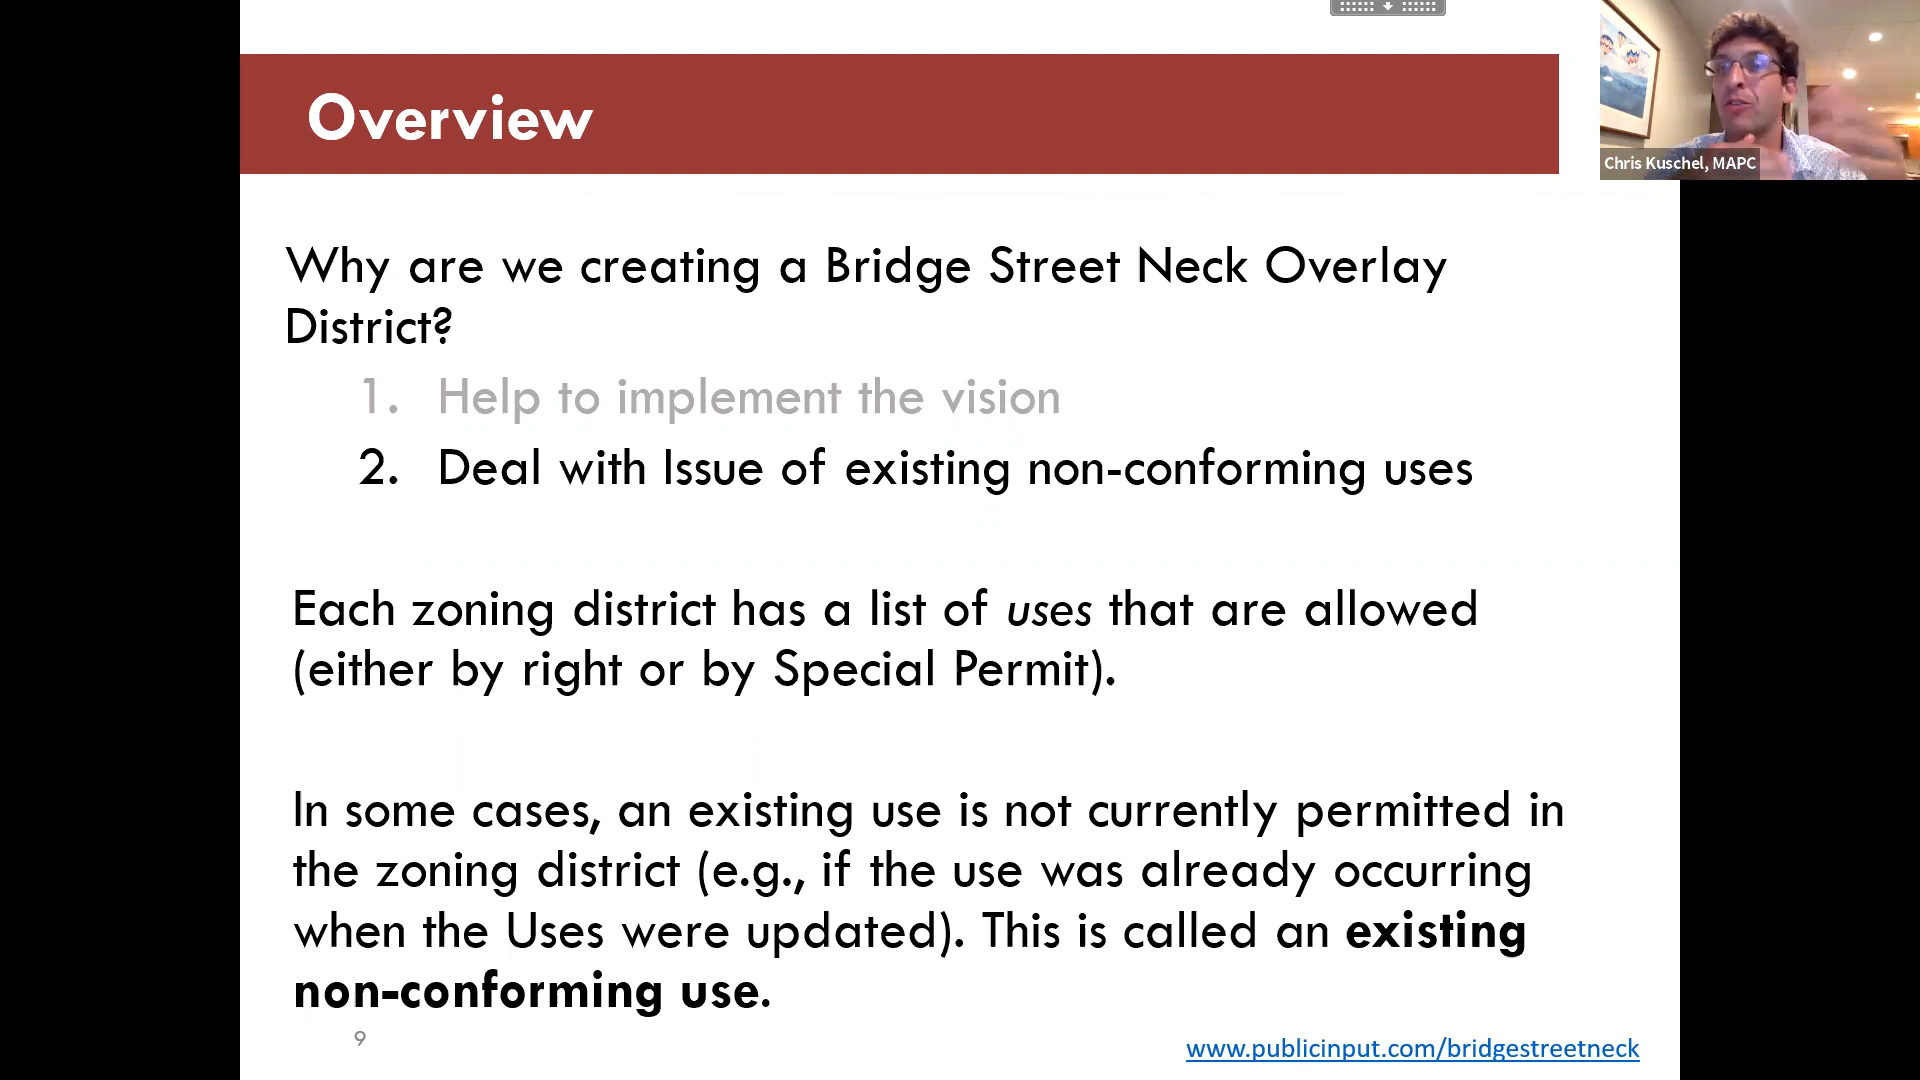 Overview
Chris Kuschel, MAPC
Why are we creating a Bridge Street Neck Overlay
District?
1. Help to implement the vision
2. Deal with Issue of existing non-conforming uses
Each zoning district has a list of uses that are allowed
(either by right or by Special Permit).
In some cases, an existing use is not currently permitted in
the zoning district (e.g., if the use was already occurring
when the Uses were updated). This is called an existing
non-conforming use.
9
www.publicinput.com/bridgestreetneck